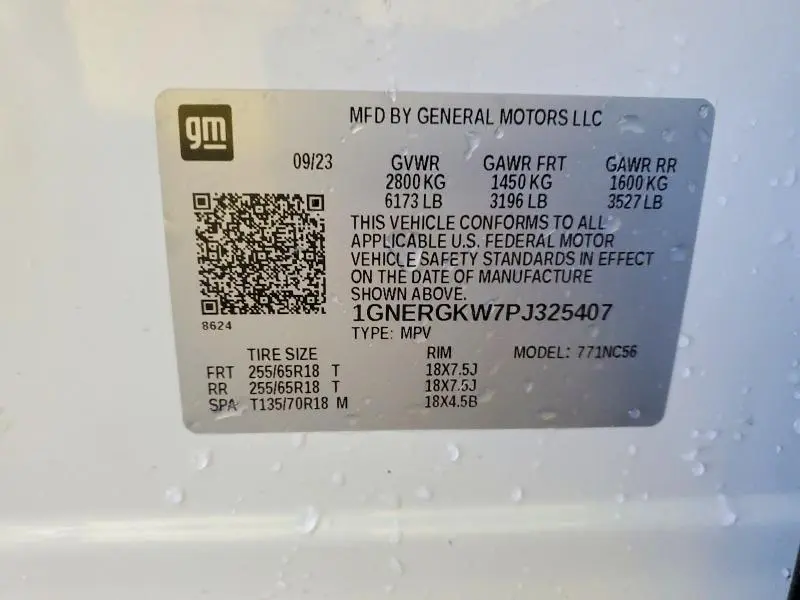 gm
MFD BY GENERAL MOTORS LLC
09/23 GVWR GAWR FRT GAWR RR
2800 KG 1450 KG 1600 KG
6173 LB 3196 LB 3527 LB
THIS VEHICLE CONFORMS TO ALL
APPLICABLE U.S. FEDERAL MOTOR
VEHICLE SAFETY STANDARDS IN EFFECT
ON THE DATE OF MANUFACTURE
SHOWN ABOVE.
1GNERGKW7PJ325407
8624
TYPE: MPV
TIRE SIZE RIM MODEL: 771NC56
FRT 255/65R18 T 18X7.5J
RR 255/65R18 T 18X7.5J
SPA T135/70R18 M 18X4.5B